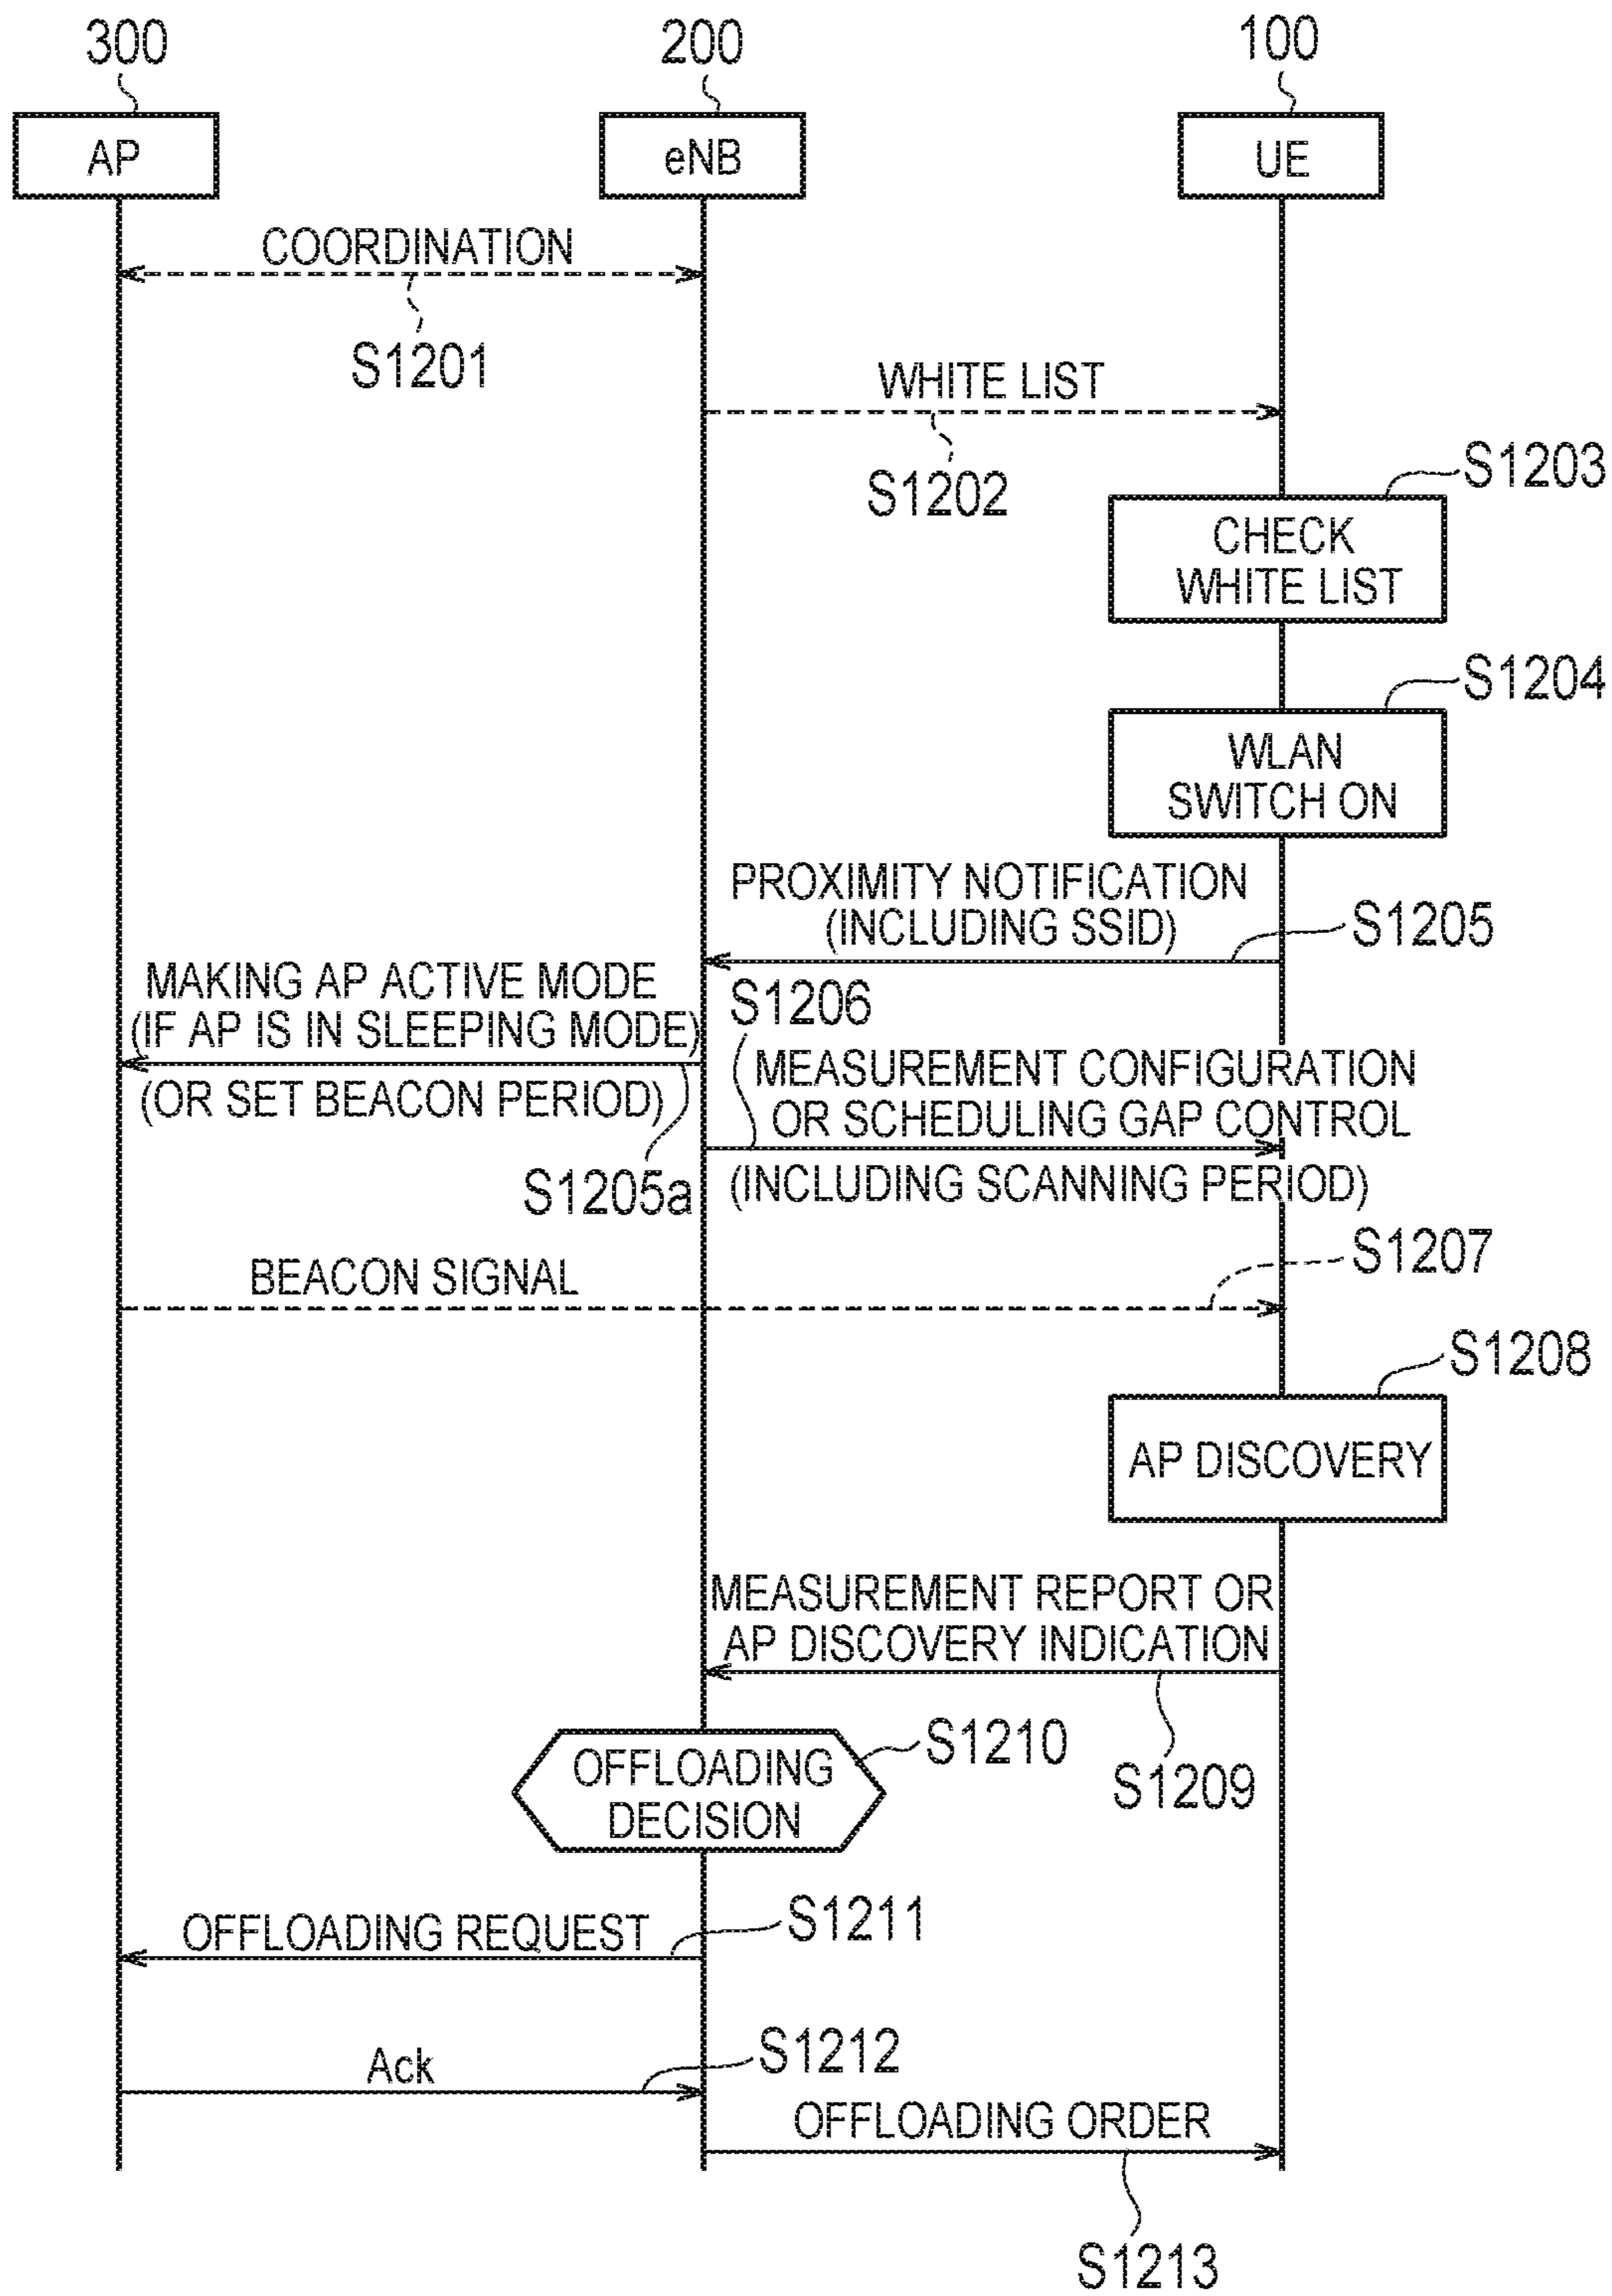 300
200
100
AP
eNB
UE
COORDINATION
S1201
WHITE LIST
S1202
S1203
CHECK
WHITE LIST
S1204
WLAN
SWITCH ON
PROXIMITY NOTIFICATION
(INCLUDING SSID)
S1205
MAKING AP ACTIVE MODE
(IF AP IS IN SLEEPING MODE)
(OR SET BEACON PERIOD)
S1205a
S1206
MEASUREMENT CONFIGURATION
OR SCHEDULING GAP CONTROL
(INCLUDING SCANNING PERIOD)
BEACON SIGNAL
S1207
S1208
AP DISCOVERY
MEASUREMENT REPORT OR
AP DISCOVERY INDICATION
S1209
OFFLOADING
DECISION
S1210
OFFLOADING REQUEST
S1211
Ack
S1212
OFFLOADING ORDER
S1213